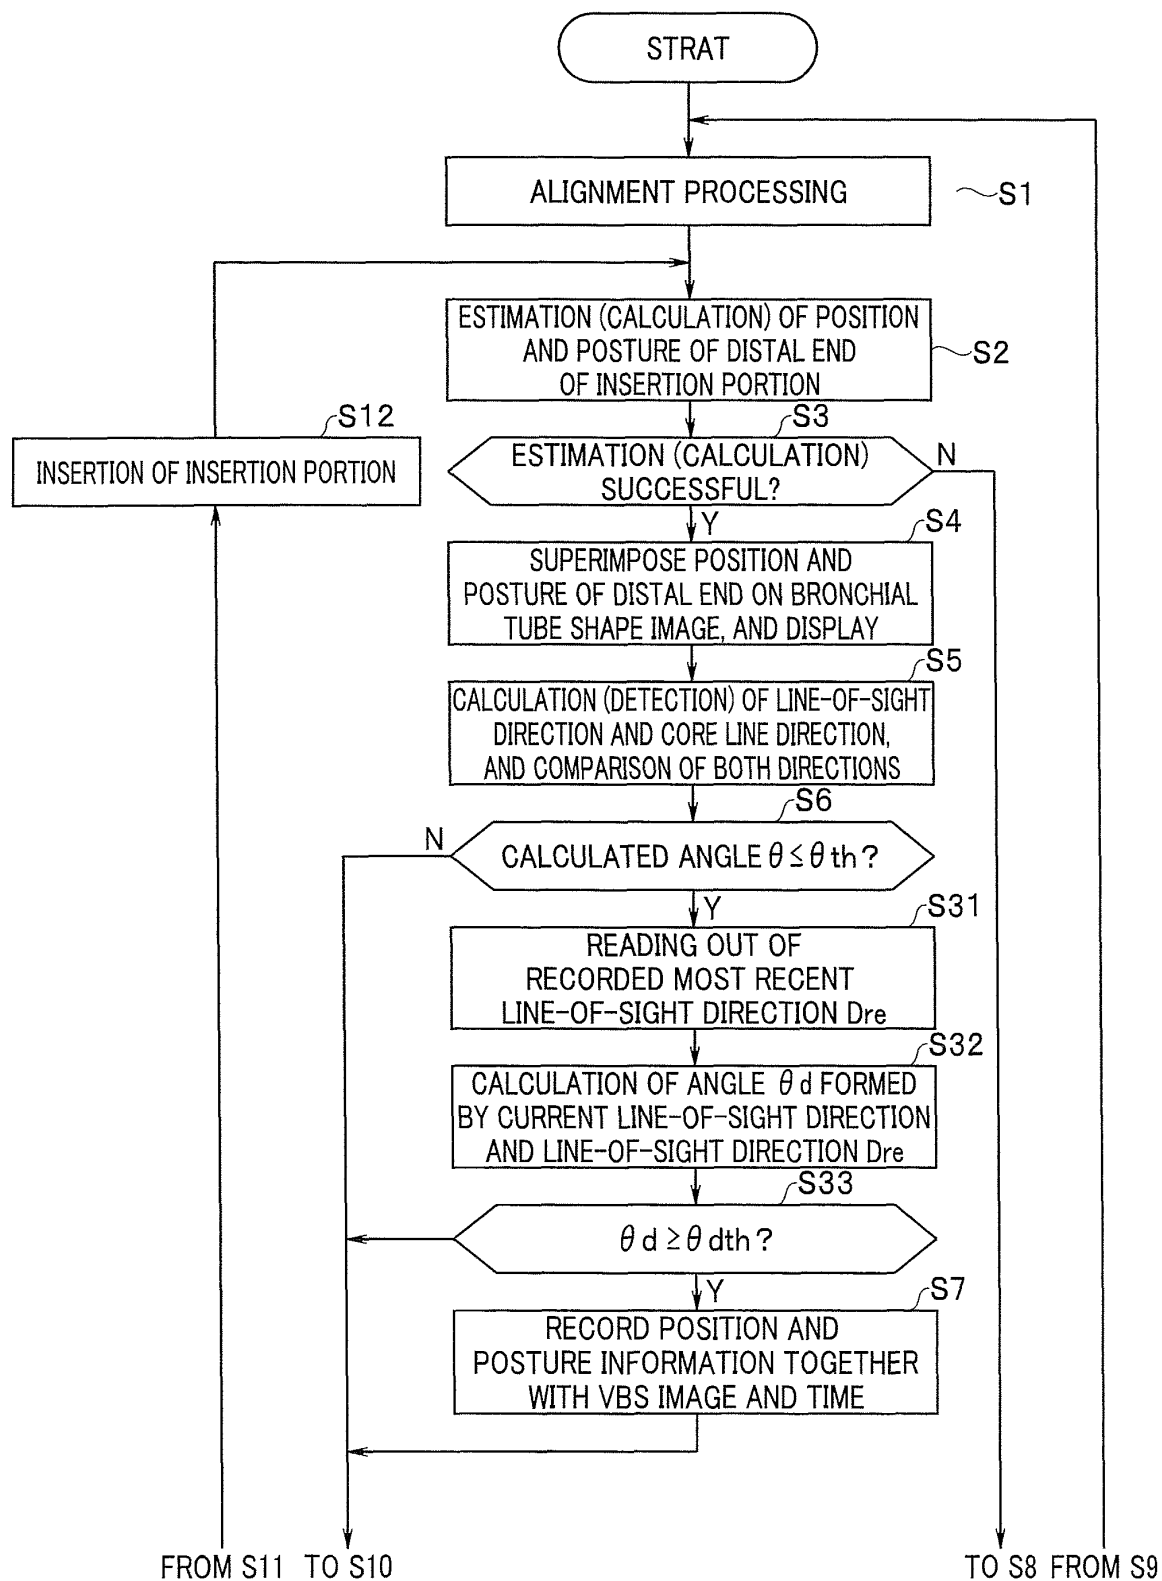 STRAT
ALIGNMENT PROCESSING
S1
ESTIMATION (CALCULATION) OF POSITION
AND POSTURE OF DISTAL END
OF INSERTION PORTION
S2
S12
INSERTION OF INSERTION PORTION
S3
ESTIMATION (CALCULATION)
SUCCESSFUL?
N
Y
S4
SUPERIMPOSE POSITION AND
POSTURE OF DISTAL END ON BRONCHIAL
TUBE SHAPE IMAGE, AND DISPLAY
S5
CALCULATION (DETECTION) OF LINE-OF-SIGHT
DIRECTION AND CORE LINE DIRECTION,
AND COMPARISON OF BOTH DIRECTIONS
S6
N
CALCULATED ANGLE θ ≤ θ th ?
Y
S31
READING OUT OF
RECORDED MOST RECENT
LINE-OF-SIGHT DIRECTION Dre
S32
CALCULATION OF ANGLE θ d FORMED
BY CURRENT LINE-OF-SIGHT DIRECTION
AND LINE-OF-SIGHT DIRECTION Dre
S33
θ d ≥ θ dth ?
Y
S7
RECORD POSITION AND
POSTURE INFORMATION TOGETHER
WITH VBS IMAGE AND TIME
FROM S11 TO S10 TO S8 FROM S9